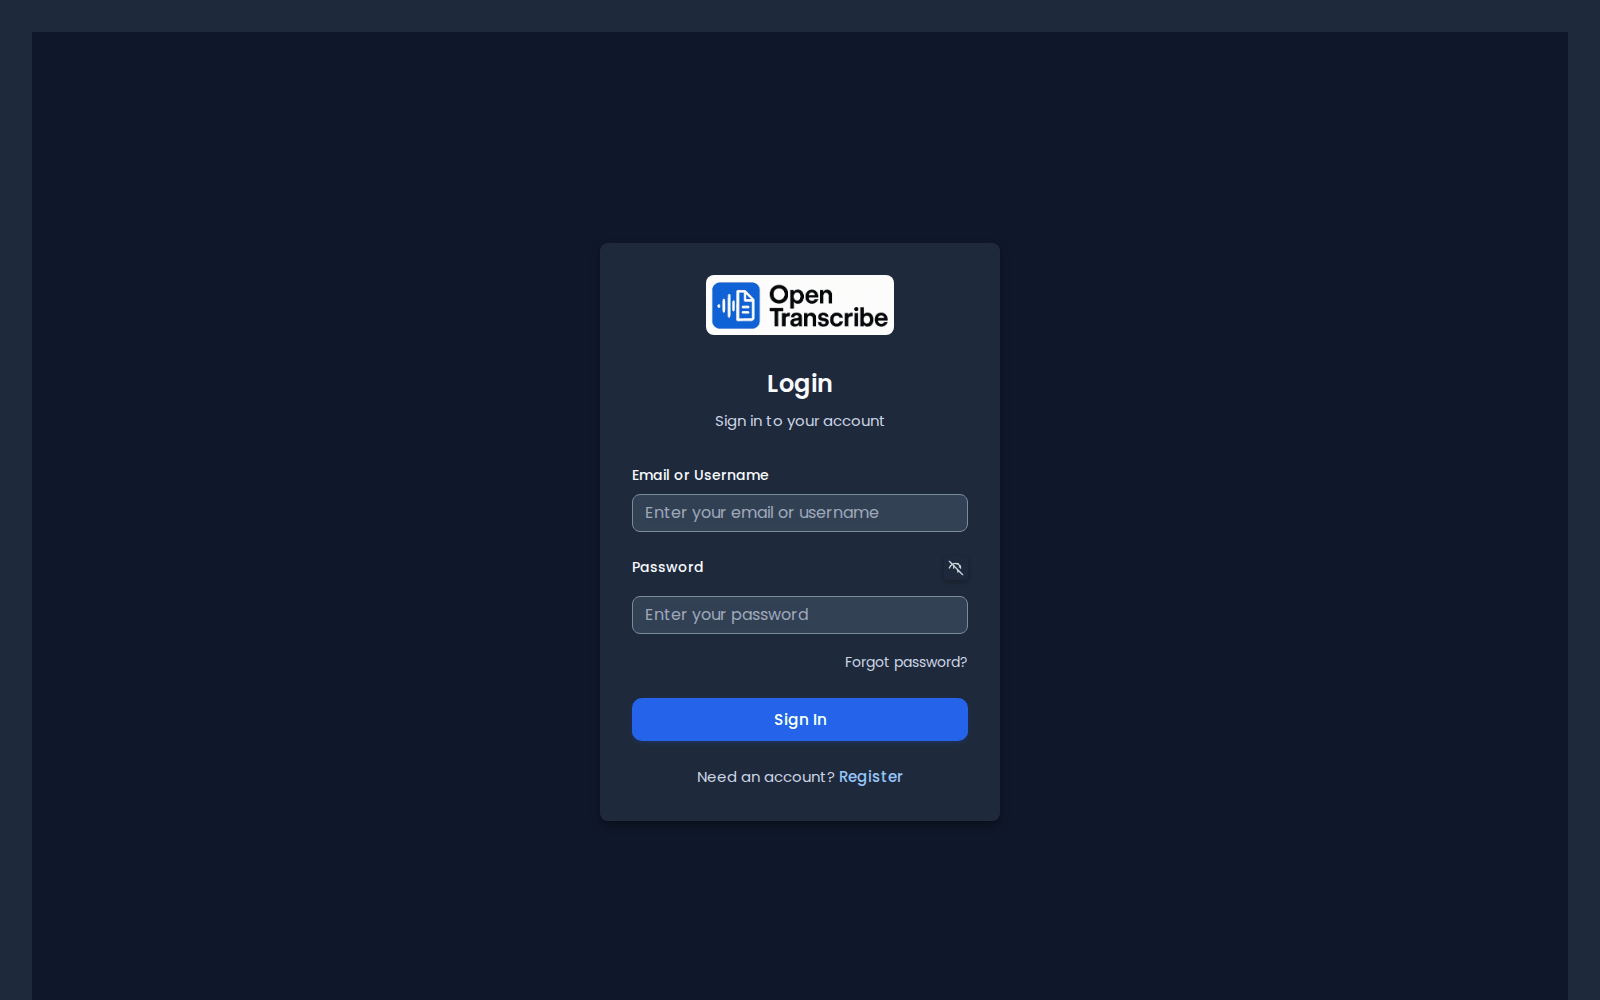 Open
Transcribe
Login
Sign in to your account
Email or Username
Enter your email or username
Password
Enter your password
Forgot password?
Sign In
Need an account? Register